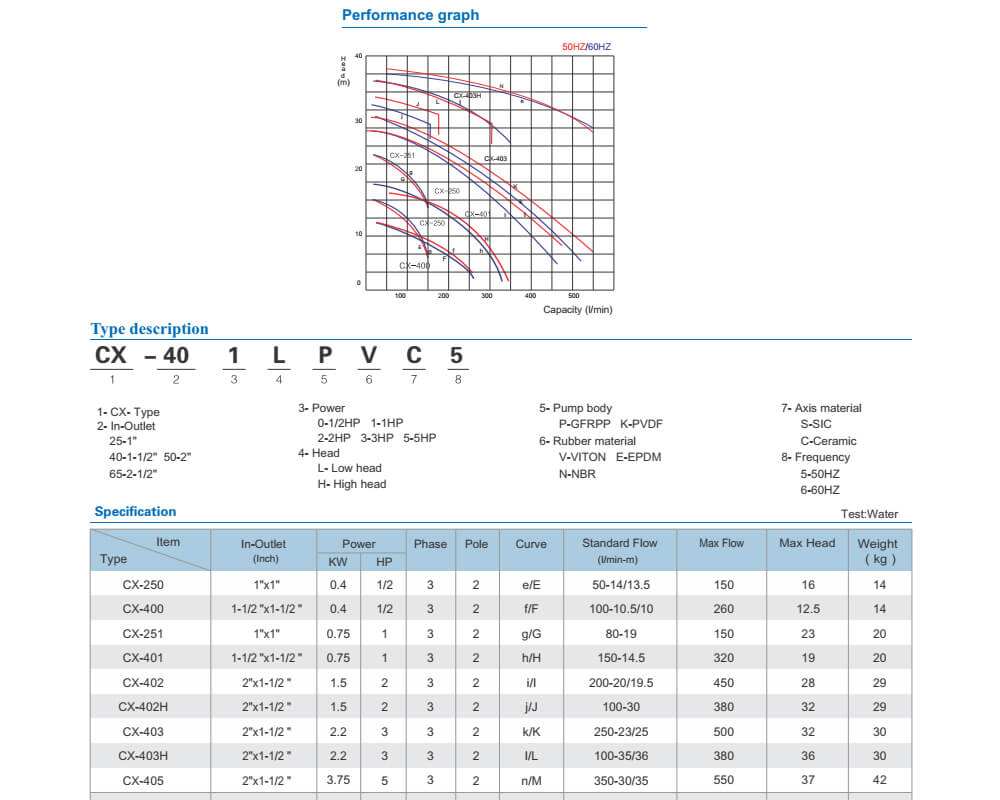 Performance graph
50HZ/60HZ
Head
(m)
40
30
20
10
0
N
n
CX-403H
L
l
J
j
CX-251
CX-403
g
G
CX-250
K
k
CX-401
I
i
CX-250
H
h
E
e
f
F
CX-400
100 200 300 400 500
Capacity (l/min)
Type description
CX - 40 1 L P V C 5
1 2 3 4 5 6 7 8
1- CX- Type
2- In-Outlet
25-1"
40-1-1/2" 50-2"
65-2-1/2"
3- Power
0-1/2HP 1-1HP
2-2HP 3-3HP 5-5HP
4- Head
L- Low head
H- High head
5- Pump body
P-GFRPP K-PVDF
6- Rubber material
V-VITON E-EPDM
N-NBR
7- Axis material
S-SIC
C-Ceramic
8- Frequency
5-50HZ
6-60HZ
Specification
Test:Water
Item
Type
In-Outlet
(Inch)
Power
KW HP
Phase
Pole
Curve
Standard Flow
(l/min-m)
Max Flow
Max Head
Weight
( kg )
CX-250 1"x1" 0.4 1/2 3 2 e/E 50-14/13.5 150 16 14
CX-400 1-1/2 "x1-1/2 " 0.4 1/2 3 2 f/F 100-10.5/10 260 12.5 14
CX-251 1"x1" 0.75 1 3 2 g/G 80-19 150 23 20
CX-401 1-1/2 "x1-1/2 " 0.75 1 3 2 h/H 150-14.5 320 19 20
CX-402 2"x1-1/2 " 1.5 2 3 2 i/I 200-20/19.5 450 28 29
CX-402H 2"x1-1/2 " 1.5 2 3 2 j/J 100-30 380 32 29
CX-403 2"x1-1/2 " 2.2 3 3 2 k/K 250-23/25 500 32 30
CX-403H 2"x1-1/2 " 2.2 3 3 2 l/L 100-35/36 380 36 30
CX-405 2"x1-1/2 " 3.75 5 3 2 n/M 350-30/35 550 37 42